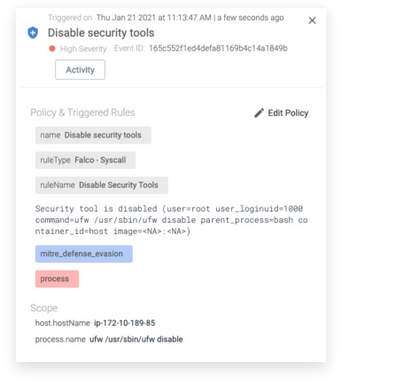 Triggered on Thu Jan 21 2021 at 11:13:47 AM | a few seconds ago
Disable security tools
High Severity Event ID: 165c552f1ed4defa81169b4c14a1849b
Activity
Policy & Triggered Rules
Edit Policy
name Disable security tools
ruleType Falco - Syscall
ruleName Disable Security Tools
Security tool is disabled (user=root user_loginuid=1000
command=ufw /usr/sbin/ufw disable parent_process=bash co
ntainer_id=host image=<NA>:<NA>)
mitre_defense_evasion
process
Scope
host.hostName ip-172-10-189-85
process.name ufw /usr/sbin/ufw disable